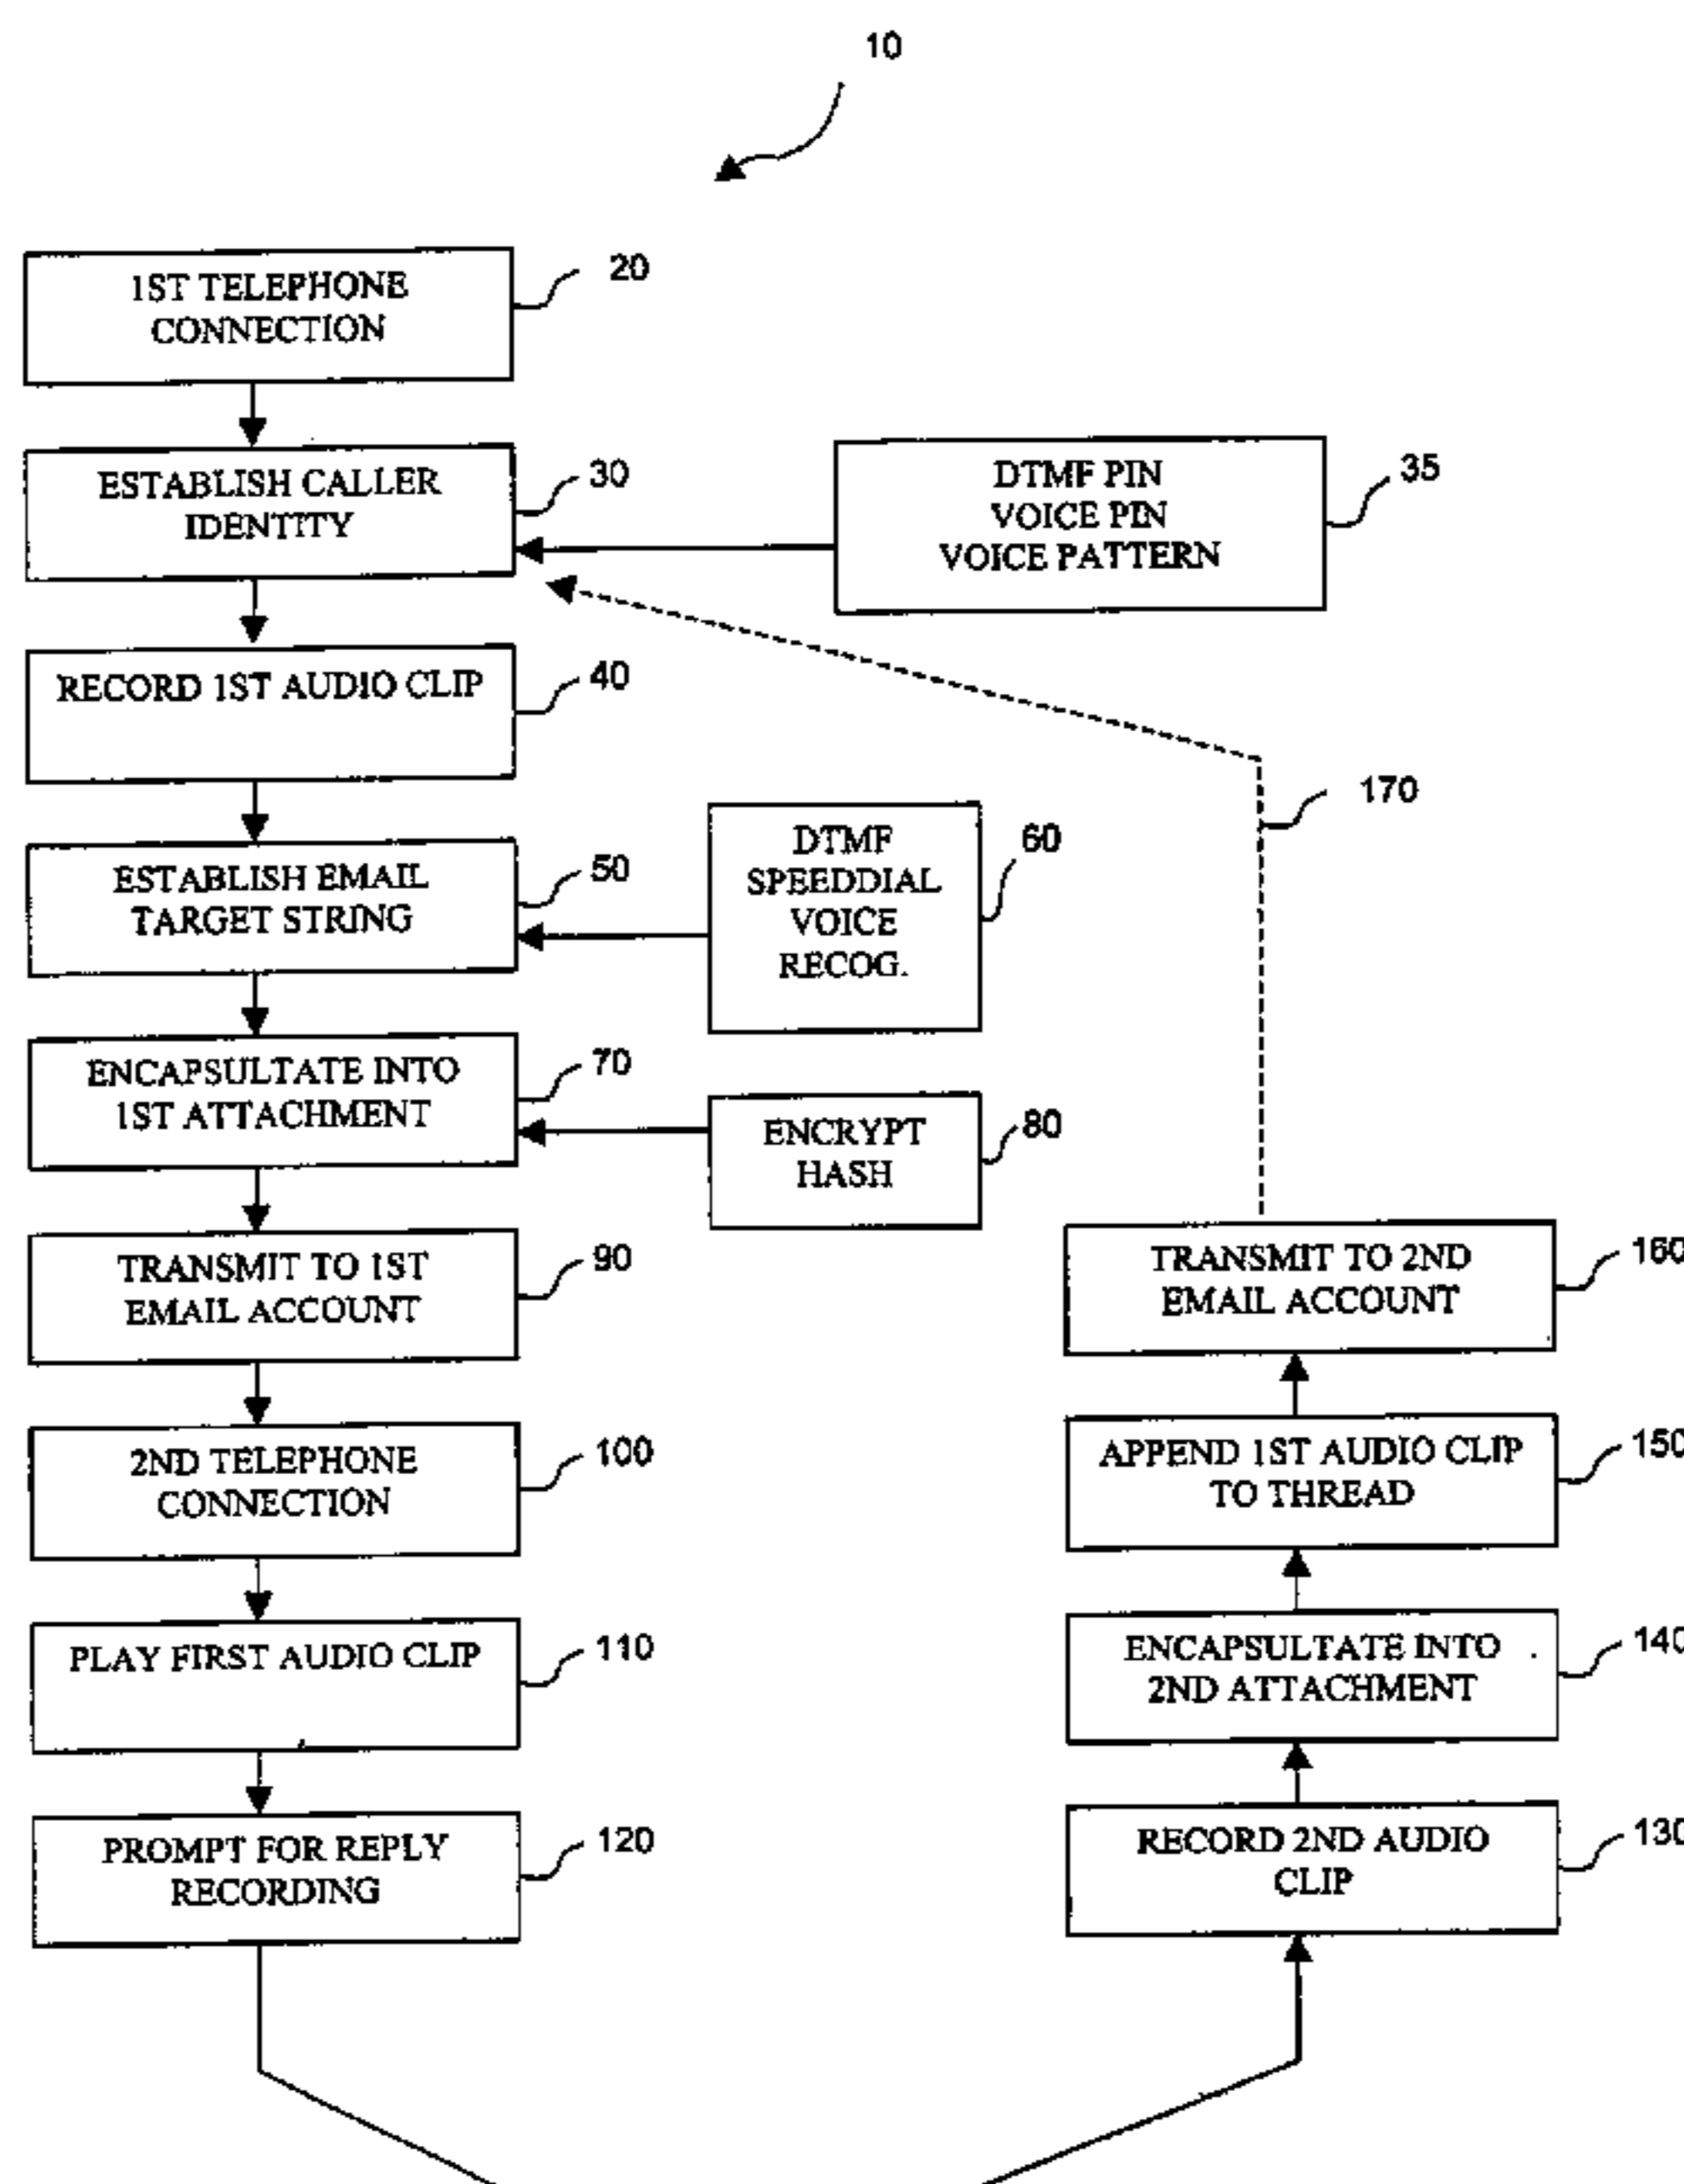 10
1ST TELEPHONE
CONNECTION
20
ESTABLISH CALLER
IDENTITY
30
DTMF PIN
VOICE PIN
VOICE PATTERN
35
RECORD 1ST AUDIO CLIP
40
170
ESTABLISH EMAIL
TARGET STRING
50
DTMF
SPEEDDIAL
VOICE
RECOG.
60
ENCAPSULTATE INTO
1ST ATTACHMENT
70
ENCRYPT
HASH
80
TRANSMIT TO 1ST
EMAIL ACCOUNT
90
TRANSMIT TO 2ND
EMAIL ACCOUNT
160
2ND TELEPHONE
CONNECTION
100
APPEND 1ST AUDIO CLIP
TO THREAD
150
PLAY FIRST AUDIO CLIP
110
ENCAPSULTATE INTO
2ND ATTACHMENT
140
PROMPT FOR REPLY
RECORDING
120
RECORD 2ND AUDIO
CLIP
130